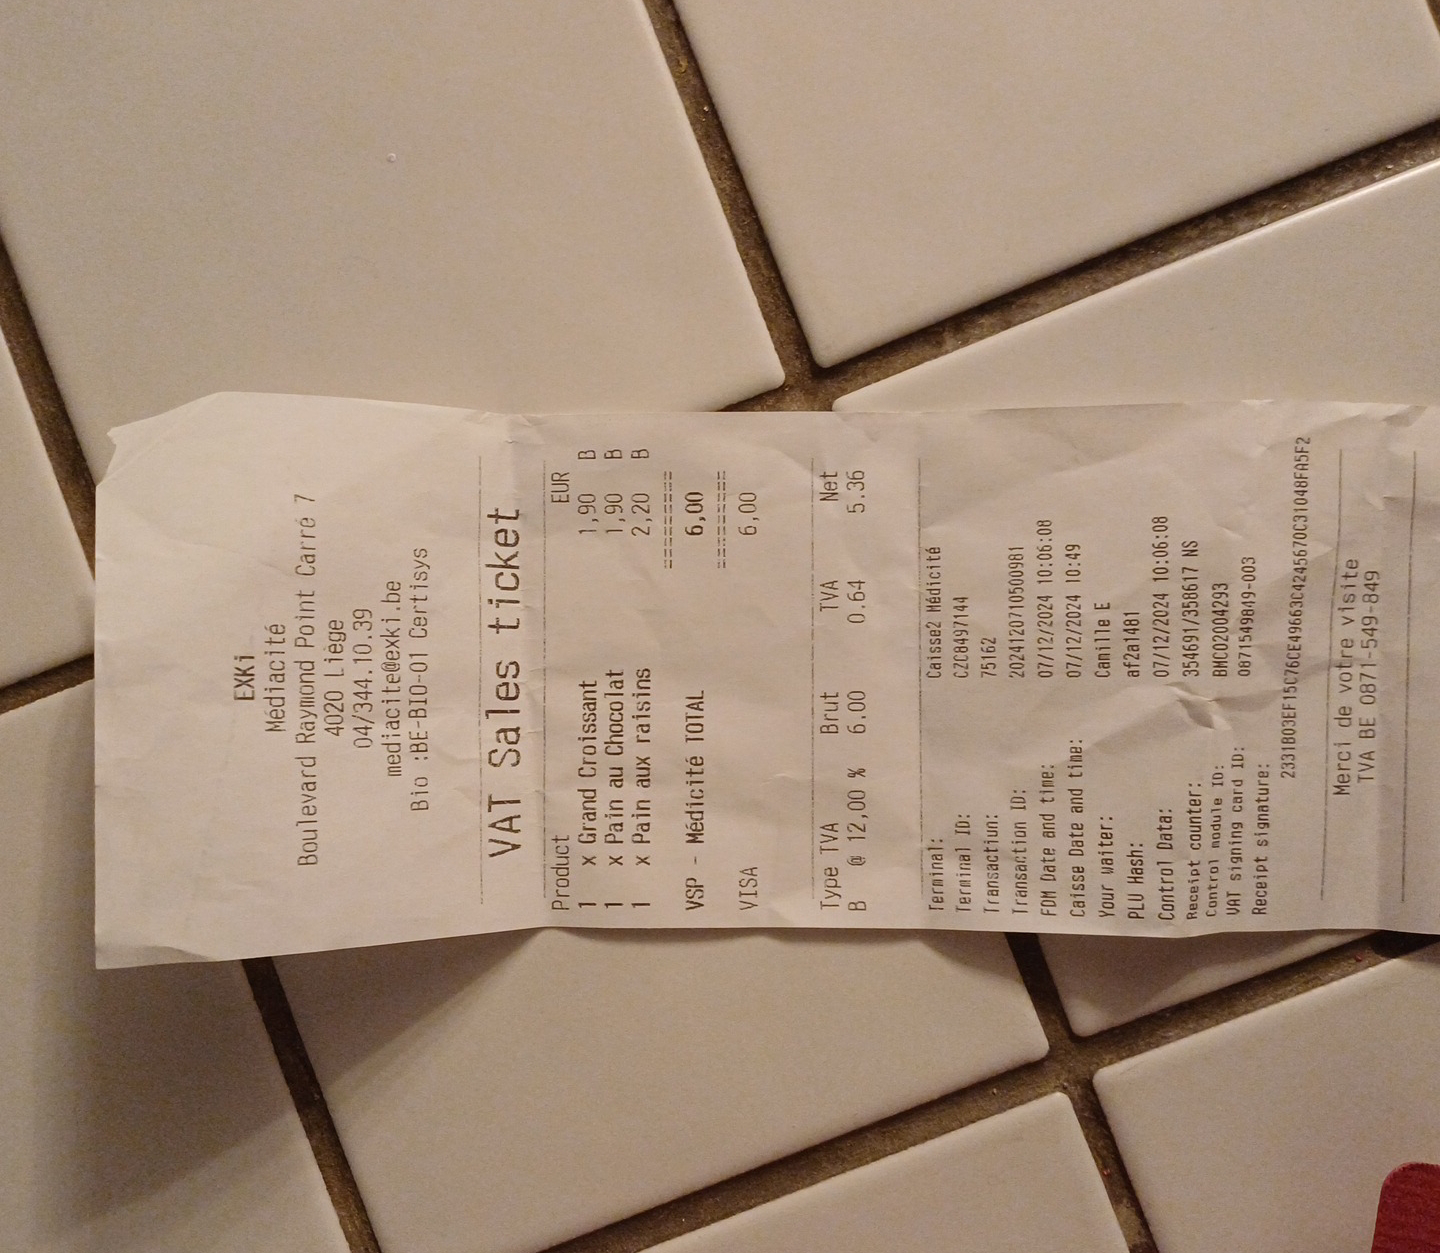 EXKi
Médiacité
Boulevard Raymond Point Carré 7
4020 Liège
04/344.10.39
mediacite@exki.be
Bio :BE-BIO-01 Certisys
VAT Sales ticket
Product EUR
1 x Grand Croissant 1,90 B
1 x Pain au Chocolat 1,90 B
1 x Pain aux raisins 2,20 B
=========
VSP - Médicité TOTAL 6,00
=========
VISA 6,00
Type TVA Brut TVA Net
B @ 12,00 % 6.00 0.64 5.36
Terminal: Caisse2 Médicité
Terminal ID: CZC8497144
Transaction: 75162
Transaction ID: 2024120710500981
FDM Date and time: 07/12/2024 10:06:08
Caisse Date and time: 07/12/2024 10:49
Your waiter: Camille E
PLU Hash: af2a1481
Control Data: 07/12/2024 10:06:08
Receipt counter: 354691/358617 NS
Control module ID: BMC02004293
VAT signing card ID: 0871549849-003
Receipt signature:
2331B03EF15C76CE49663C4245670C31048FA5F2
Merci de votre visite
TVA BE 0871-549-849